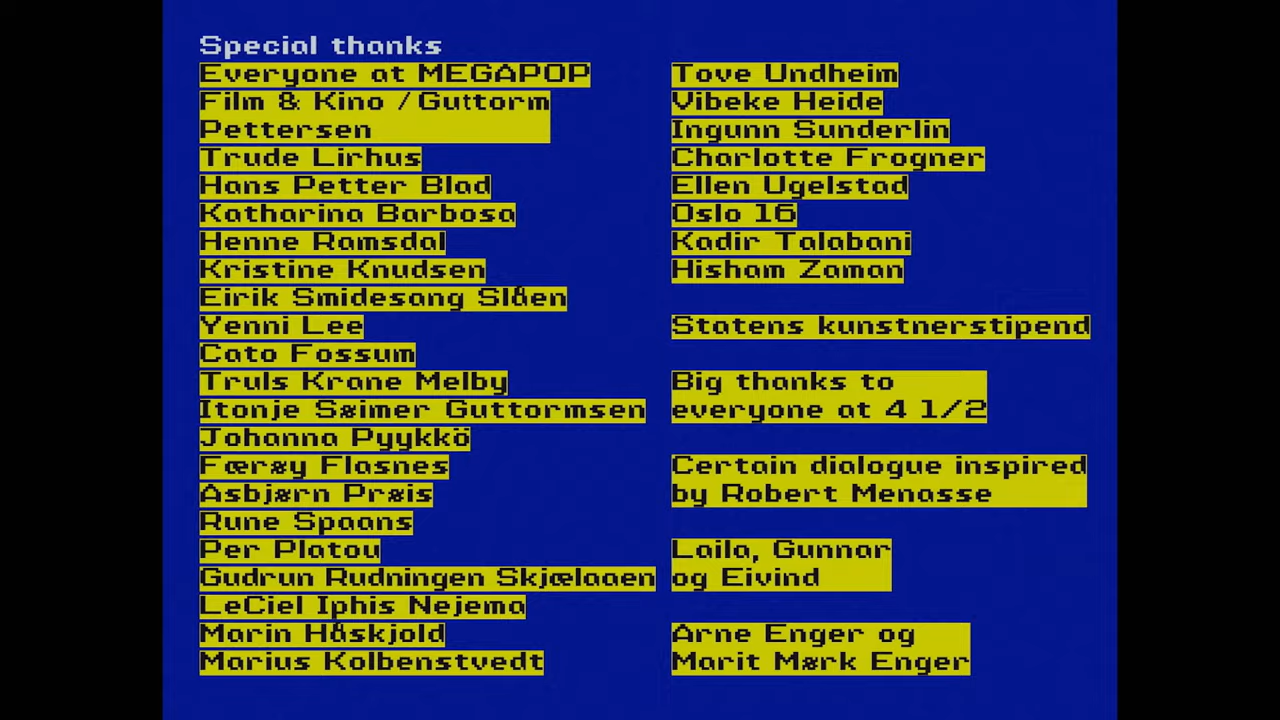 Special thanks
Everyone at MEGAPOP
Film & Kino / Guttorm
Pettersen
Trude Lirhus
Hans Petter Blad
Katharina Barbosa
Henne Ramsdal
Kristine Knudsen
Eirik Smidesang Slåen
Yenni Lee
Cato Fossum
Truls Krane Melby
Itonje Søimer Guttormsen
Johanna Pyykkö
Færøy Flasnes
Asbjørn Prøis
Rune Spaans
Per Platou
Gudrun Rudningen Skjælaaen
LeCiel Iphis Nejema
Marin Håskjold
Marius Kolbenstvedt
Tove Undheim
Vibeke Heide
Ingunn Sunderlin
Charlotte Frogner
Ellen Ugelstad
Oslo 16
Kadir Talabani
Hisham Zaman
Statens kunstnerstipend
Big thanks to
everyone at 4 1/2
Certain dialogue inspired
by Robert Menasse
Laila, Gunnar
og Eivind
Arne Enger og
Marit Mørk Enger